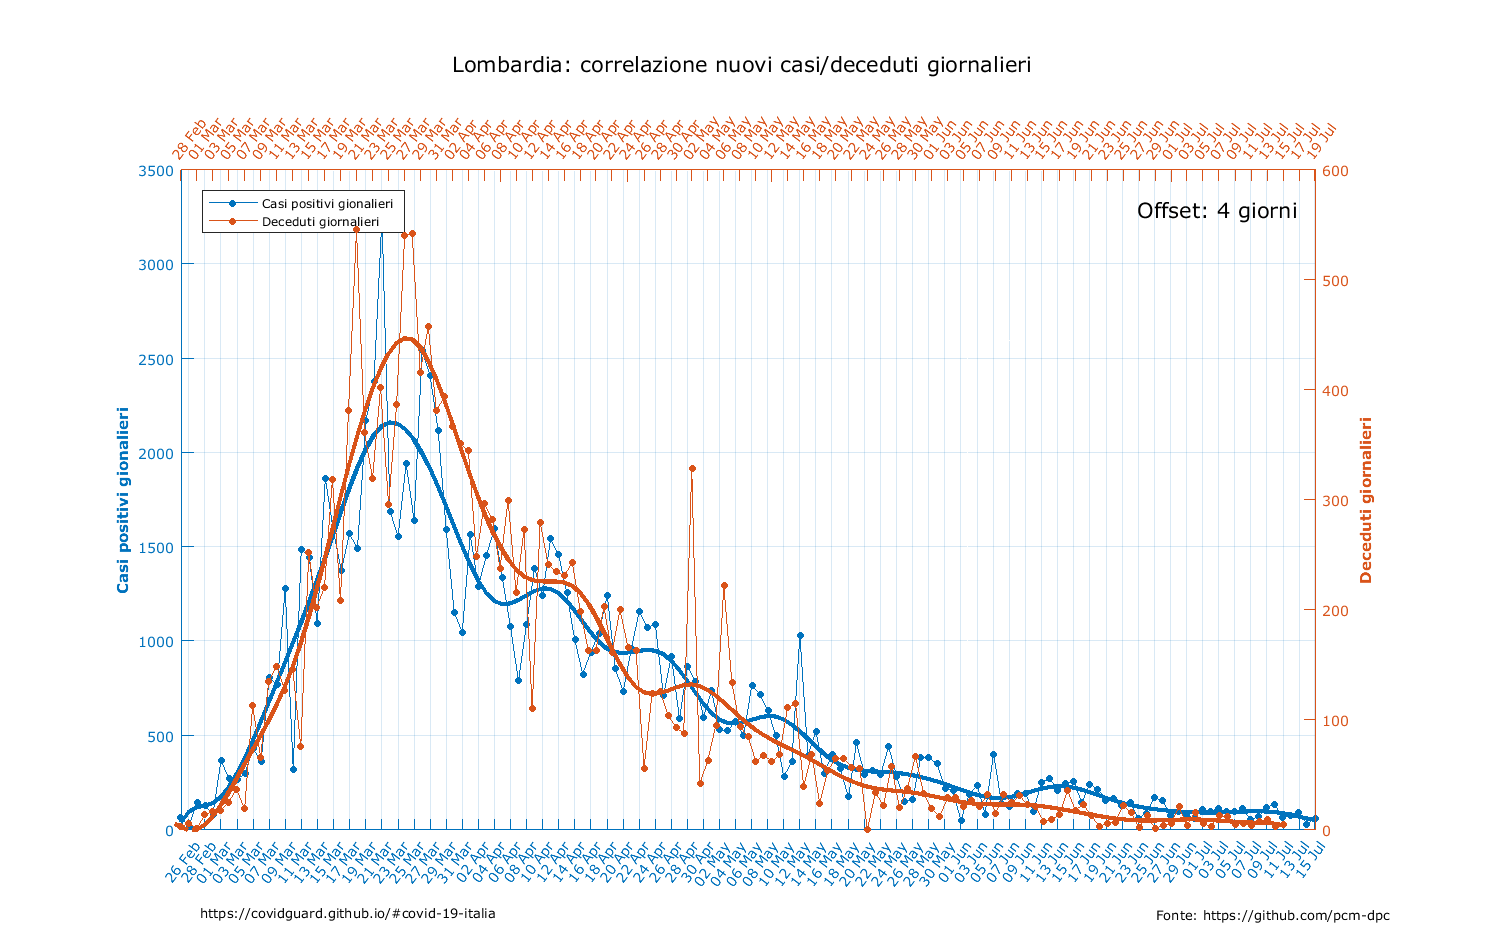 Lombardia: correlazione nuovi casi/deceduti giornalieri
28 Feb 01 Mar 03 Mar 05 Mar 07 Mar 09 Mar 11 Mar 13 Mar 15 Mar 17 Mar 19 Mar 21 Mar 23 Mar 25 Mar 27 Mar 29 Mar 31 Mar 02 Apr 04 Apr 06 Apr 08 Apr 10 Apr 12 Apr 14 Apr 16 Apr 18 Apr 20 Apr 22 Apr 24 Apr 26 Apr 28 Apr 30 Apr 02 May 04 May 06 May 08 May 10 May 12 May 14 May 16 May 18 May 20 May 22 May 24 May 26 May 28 May 30 May 01 Jun 03 Jun 05 Jun 07 Jun 09 Jun 11 Jun 13 Jun 15 Jun 17 Jun 19 Jun 21 Jun 23 Jun 25 Jun 27 Jun 29 Jun 01 Jul 03 Jul 05 Jul 07 Jul 09 Jul 11 Jul 13 Jul 15 Jul 17 Jul 19 Jul
3500
3000
2500
2000
1500
1000
500
0
Casi positivi gionalieri
Casi positivi gionalieri
Deceduti giornalieri
Offset: 4 giorni
600
500
400
300
200
100
0
Deceduti giornalieri
26 Feb 28 Feb 01 Mar 03 Mar 05 Mar 07 Mar 09 Mar 11 Mar 13 Mar 15 Mar 17 Mar 19 Mar 21 Mar 23 Mar 25 Mar 27 Mar 29 Mar 31 Mar 02 Apr 04 Apr 06 Apr 08 Apr 10 Apr 12 Apr 14 Apr 16 Apr 18 Apr 20 Apr 22 Apr 24 Apr 26 Apr 28 Apr 30 Apr 02 May 04 May 06 May 08 May 10 May 12 May 14 May 16 May 18 May 20 May 22 May 24 May 26 May 28 May 30 May 01 Jun 03 Jun 05 Jun 07 Jun 09 Jun 11 Jun 13 Jun 15 Jun 17 Jun 19 Jun 21 Jun 23 Jun 25 Jun 27 Jun 29 Jun 01 Jul 03 Jul 05 Jul 07 Jul 09 Jul 11 Jul 13 Jul 15 Jul
https://covidguard.github.io/#covid-19-italia
Fonte: https://github.com/pcm-dpc